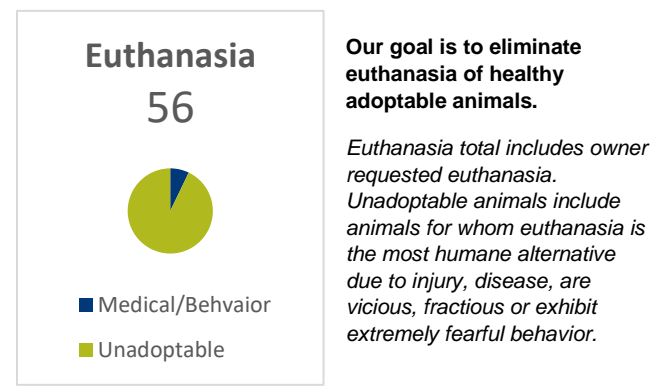 Euthanasia
56
Medical/Behvaior
Unadoptable
Our goal is to eliminate
euthanasia of healthy
adoptable animals.
Euthanasia total includes owner
requested euthanasia.
Unadoptable animals include
animals for whom euthanasia is
the most humane alternative
due to injury, disease, are
vicious, fractious or exhibit
extremely fearful behavior.